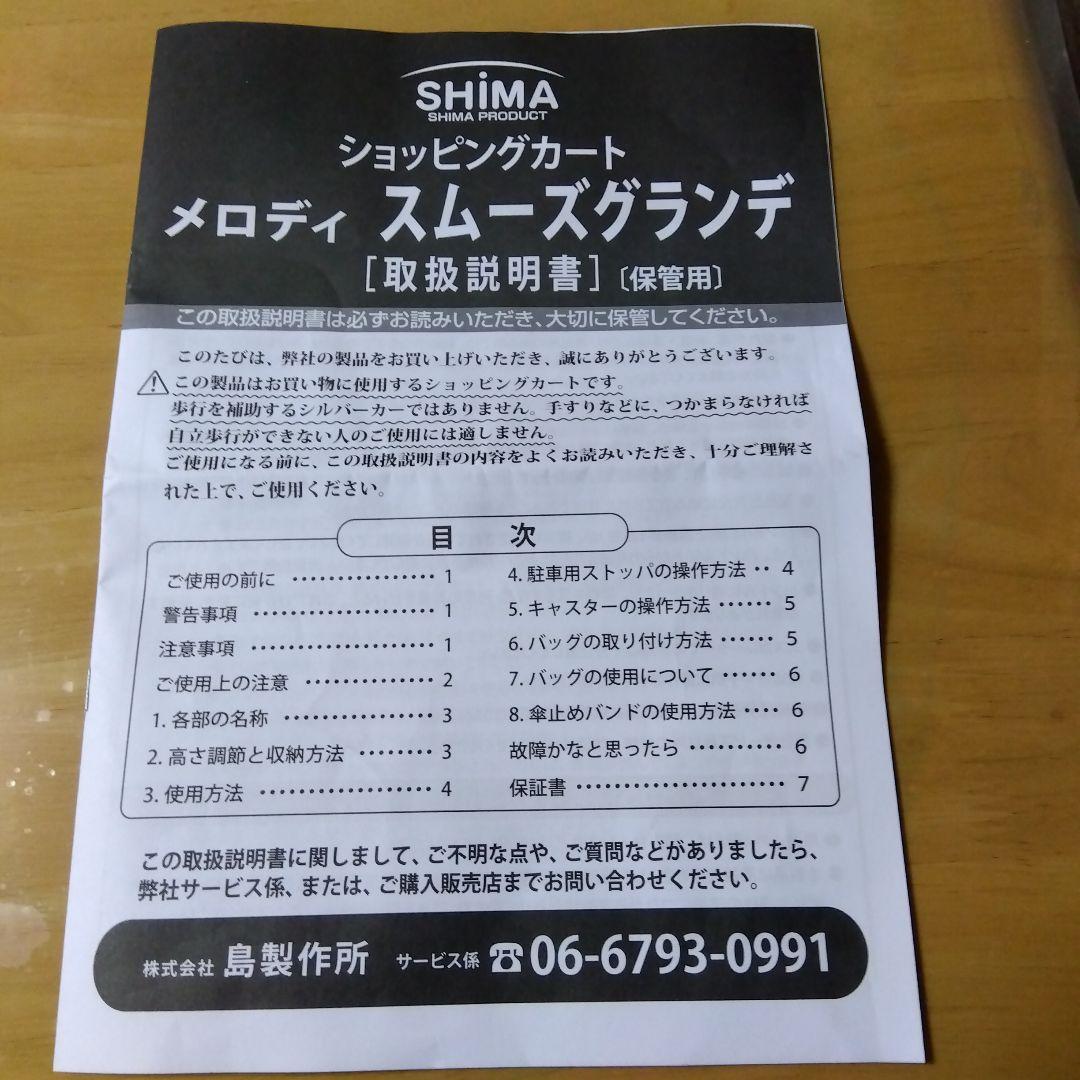 SHiMA
SHIMA PRODUCT
ショッピングカート
メロディ スムーズグランデ
[取扱説明書]〔保管用〕
この取扱説明書は必ずお読みいただき、大切に保管してください。
このたびは、弊社の製品をお買い上げいただき、誠にありがとうございます。
⚠この製品はお買い物に使用するショッピングカートです。
歩行を補助するシルバーカーではありません。手すりなどに、つかまらなければ
自立歩行ができない人のご使用には適しません。
ご使用になる前に、この取扱説明書の内容をよくお読みいただき、十分ご理解さ
れた上で、ご使用ください。
目 次
ご使用の前に ‥‥‥‥‥‥‥‥ 1
警告事項 ‥‥‥‥‥‥‥‥‥‥ 1
注意事項 ‥‥‥‥‥‥‥‥‥‥ 1
ご使用上の注意 ‥‥‥‥‥‥‥ 2
1. 各部の名称 ‥‥‥‥‥‥‥‥ 3
2. 高さ調節と収納方法 ‥‥‥‥ 3
3. 使用方法 ‥‥‥‥‥‥‥‥‥ 4
4. 駐車用ストッパの操作方法 ‥ 4
5. キャスターの操作方法 ‥‥‥ 5
6. バッグの取り付け方法 ‥‥‥ 5
7. バッグの使用について ‥‥‥ 6
8. 傘止めバンドの使用方法 ‥‥ 6
故障かなと思ったら ‥‥‥‥‥ 6
保証書 ‥‥‥‥‥‥‥‥‥‥‥ 7
この取扱説明書に関しまして、ご不明な点や、ご質問などがありましたら、
弊社サービス係、または、ご購入販売店までお問い合わせください。
株式会社 島製作所 サービス係 ☎06-6793-0991